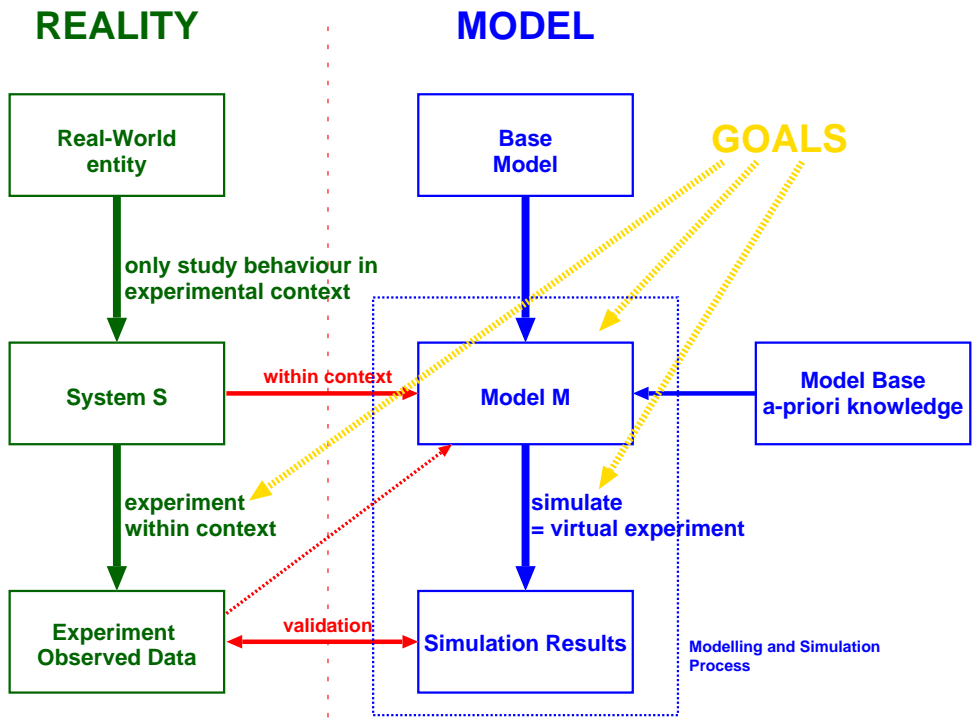 REALITY
MODEL
Real-World
entity
Base
Model
GOALS
only study behaviour in
experimental context
System S
within context
Model M
Model Base
a-priori knowledge
experiment
within context
simulate
= virtual experiment
Experiment
Observed Data
validation
Simulation Results
Modelling and Simulation
Process